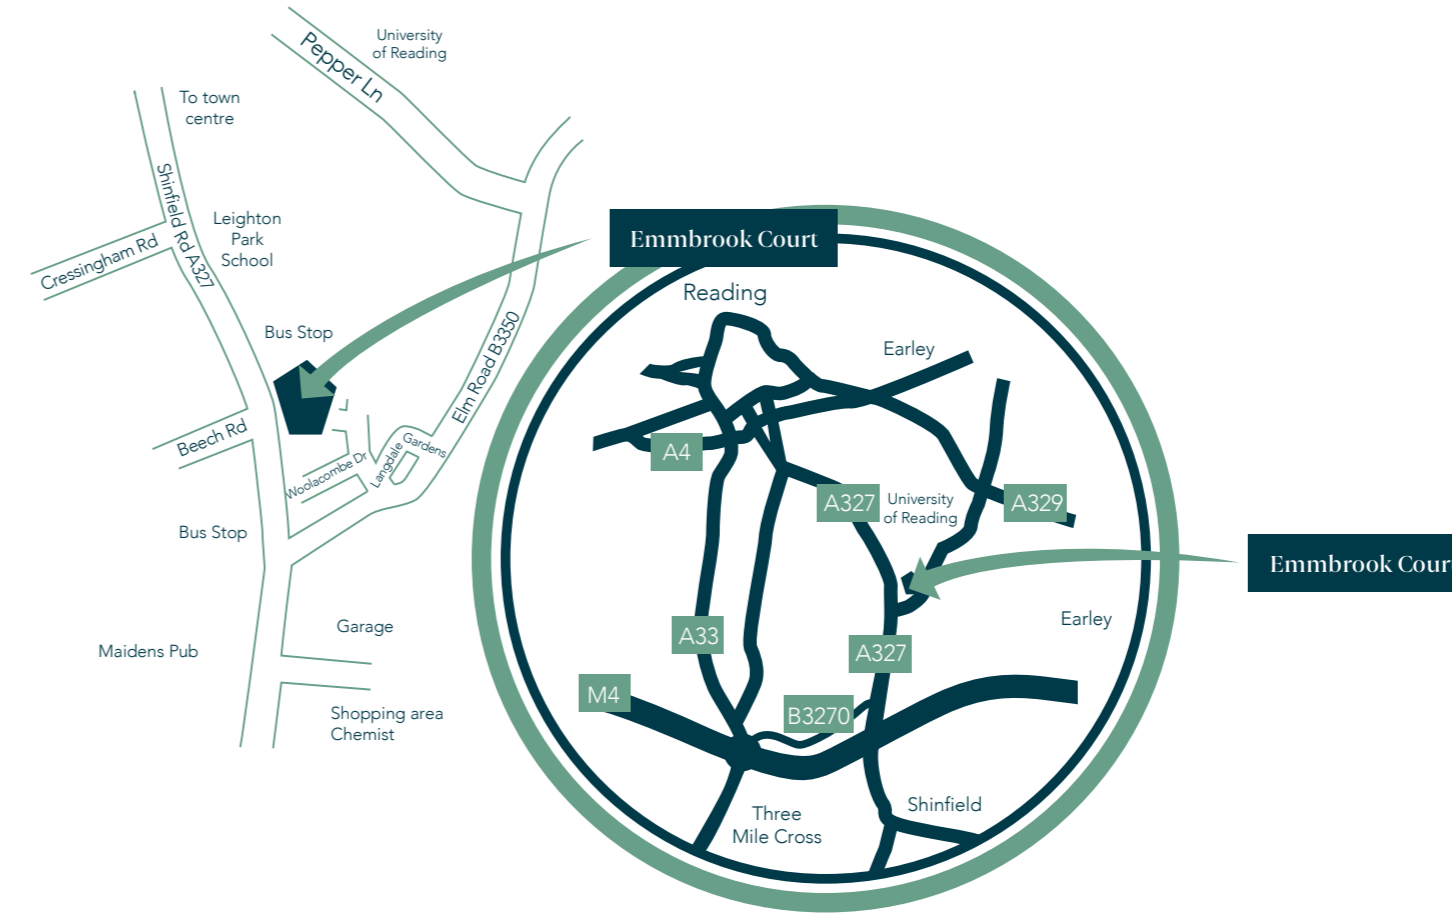 University
of Reading
Pepper Ln
To town
centre
Shinfield Rd A327
Leighton
Park
School
Cressingham Rd
Bus Stop
Elm Road B3350
Beech Rd
Langdale
Gardens
Woolacombe Dr
Bus Stop
Garage
Maidens Pub
Shopping area
Chemist
Emmbrook Court
Reading
Earley
A4
A327
University
of Reading
A329
Emmbrook Cour
Earley
A33
A327
M4
B3270
Three
Mile Cross
Shinfield